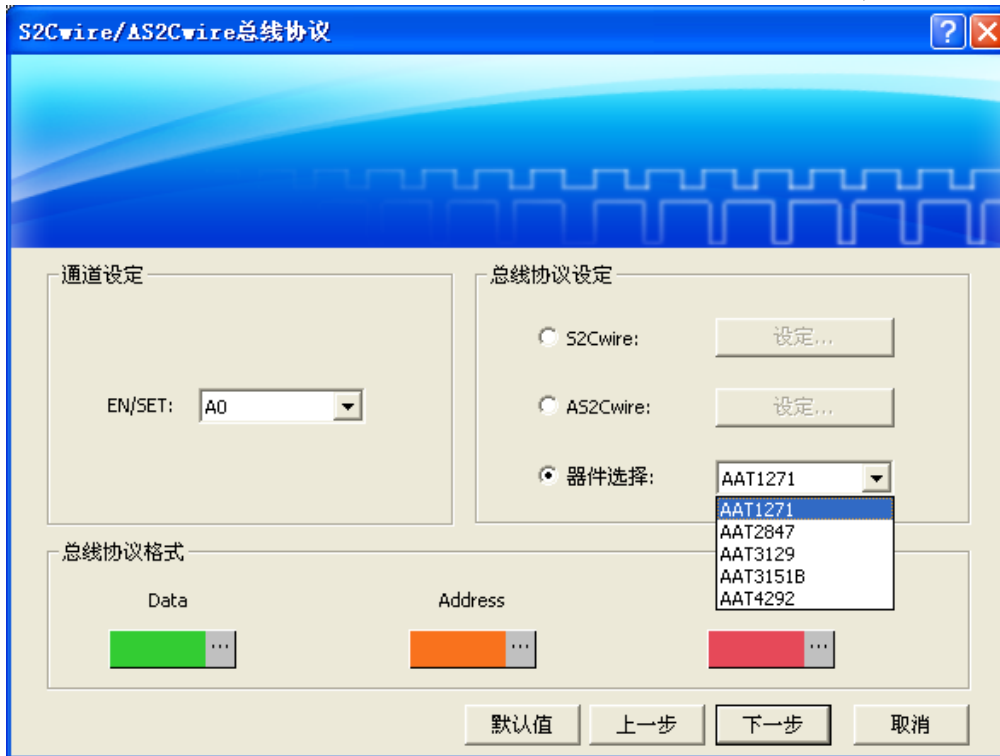 S2Cwire/AS2Cwire总线协议
通道设定
EN/SET:
A0
总线协议设定
S2Cwire:
设定...
AS2Cwire:
设定...
器件选择:
AAT1271
AAT1271
AAT2847
AAT3129
AAT3151B
AAT4292
总线协议格式
Data
Address
...
...
...
默认值
上一步
下一步
取消